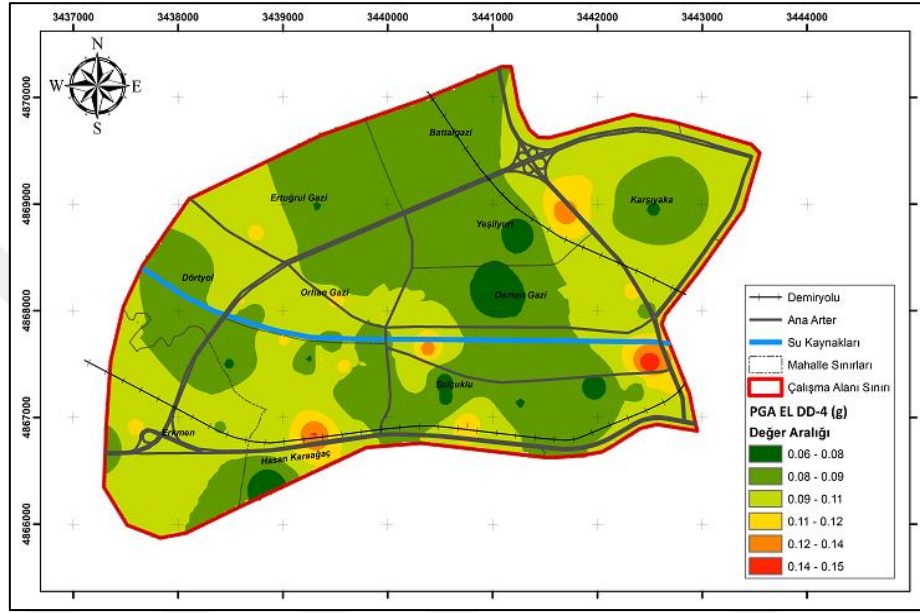 3437000 3438000 3439000 3440000 3441000 3442000 3443000 3444000
4870000
4869000
4868000
4867000
4866000
N
W E
S
Battalgazi
Ertuğrul Gazi
Karşıyaka
Yeşilyurt
Dörtyol
Orhan Gazi
Osman Gazi
Selçuklu
Erkmen
Hasan Karaağaç
Demiryolu
Ana Arter
Su Kaynakları
Mahalle Sınırları
Çalışma Alanı Sınırı
PGA EL DD-4 (g)
Değer Aralığı
0.06 - 0.08
0.08 - 0.09
0.09 - 0.11
0.11 - 0.12
0.12 - 0.14
0.14 - 0.15